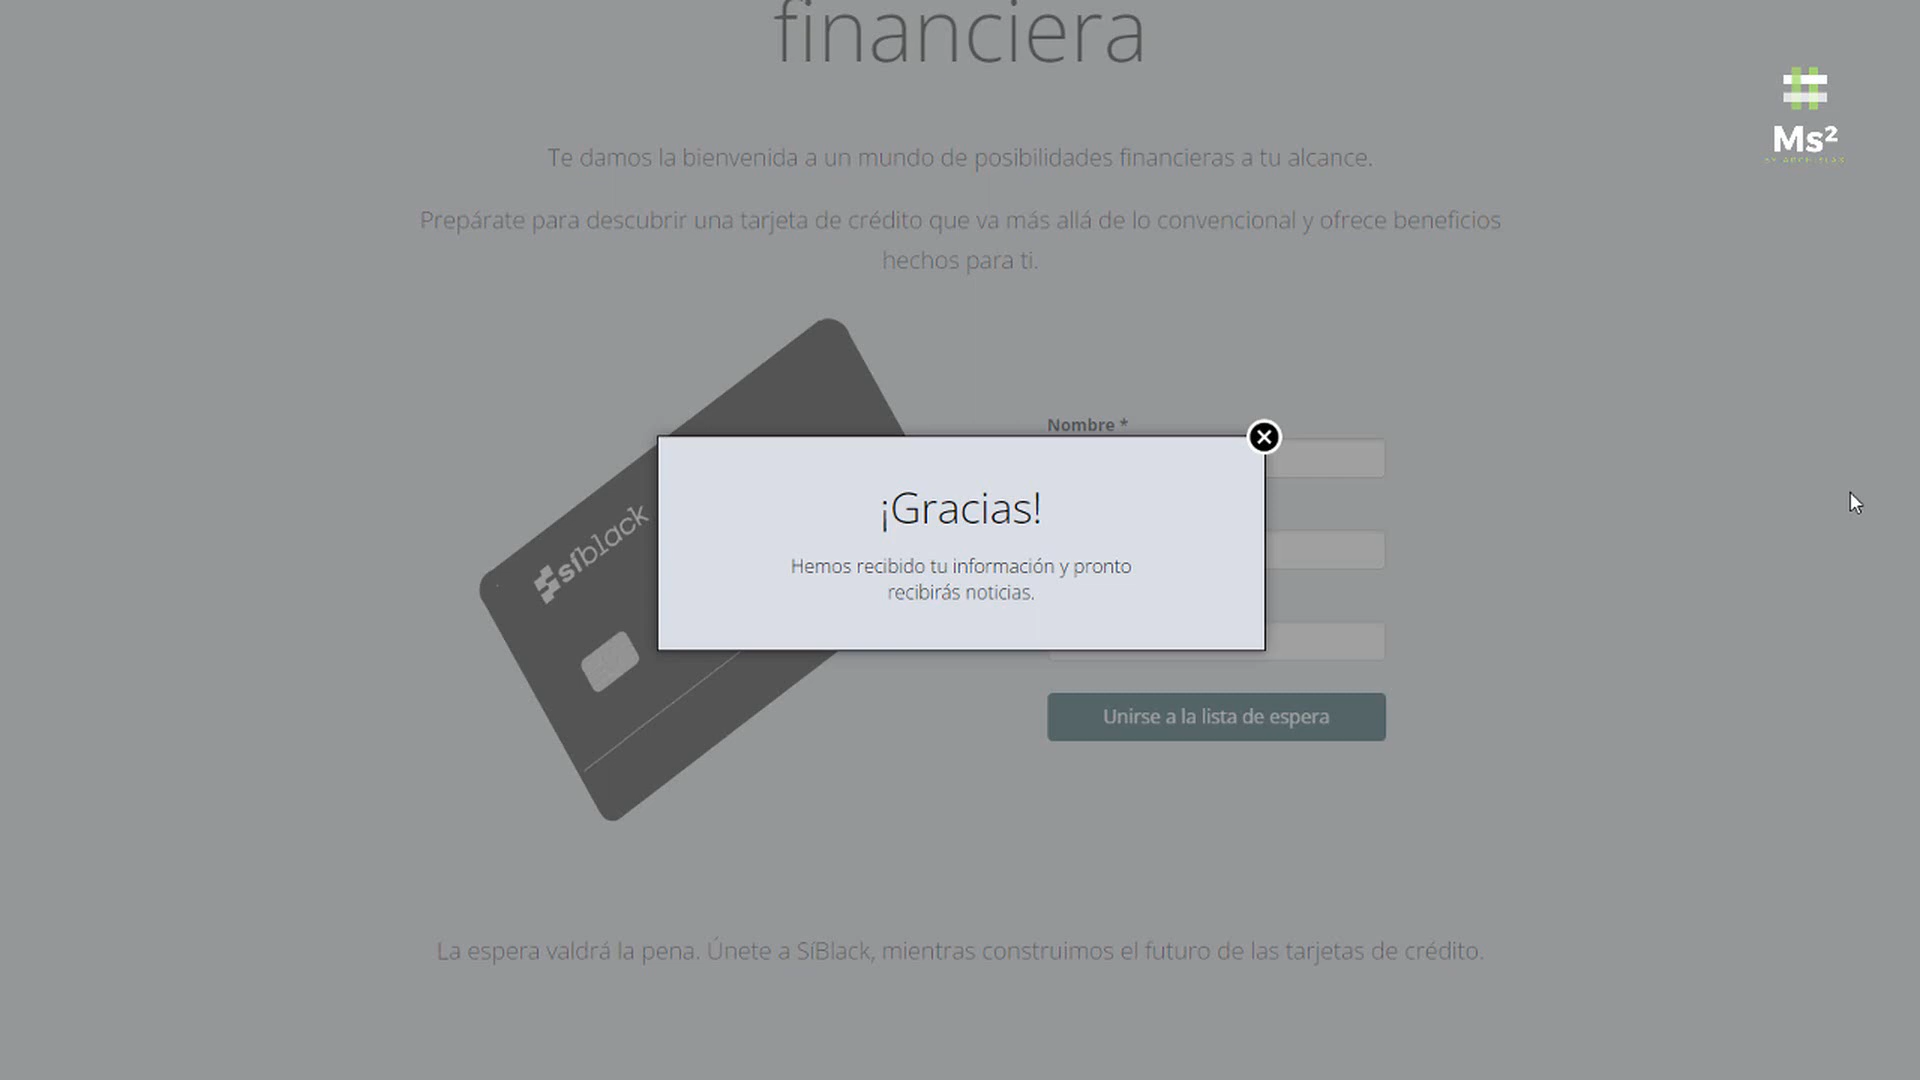 financiera
Ms²
BY ARCHIPLAN
Te damos la bienvenida a un mundo de posibilidades financieras a tu alcance.
Prepárate para descubrir una tarjeta de crédito que va más allá de lo convencional y ofrece beneficios
hechos para ti.
Nombre *
¡Gracias!
Hemos recibido tu información y pronto
recibirás noticias.
síblack
Unirse a la lista de espera
La espera valdrá la pena. Únete a SíBlack, mientras construimos el futuro de las tarjetas de crédito.